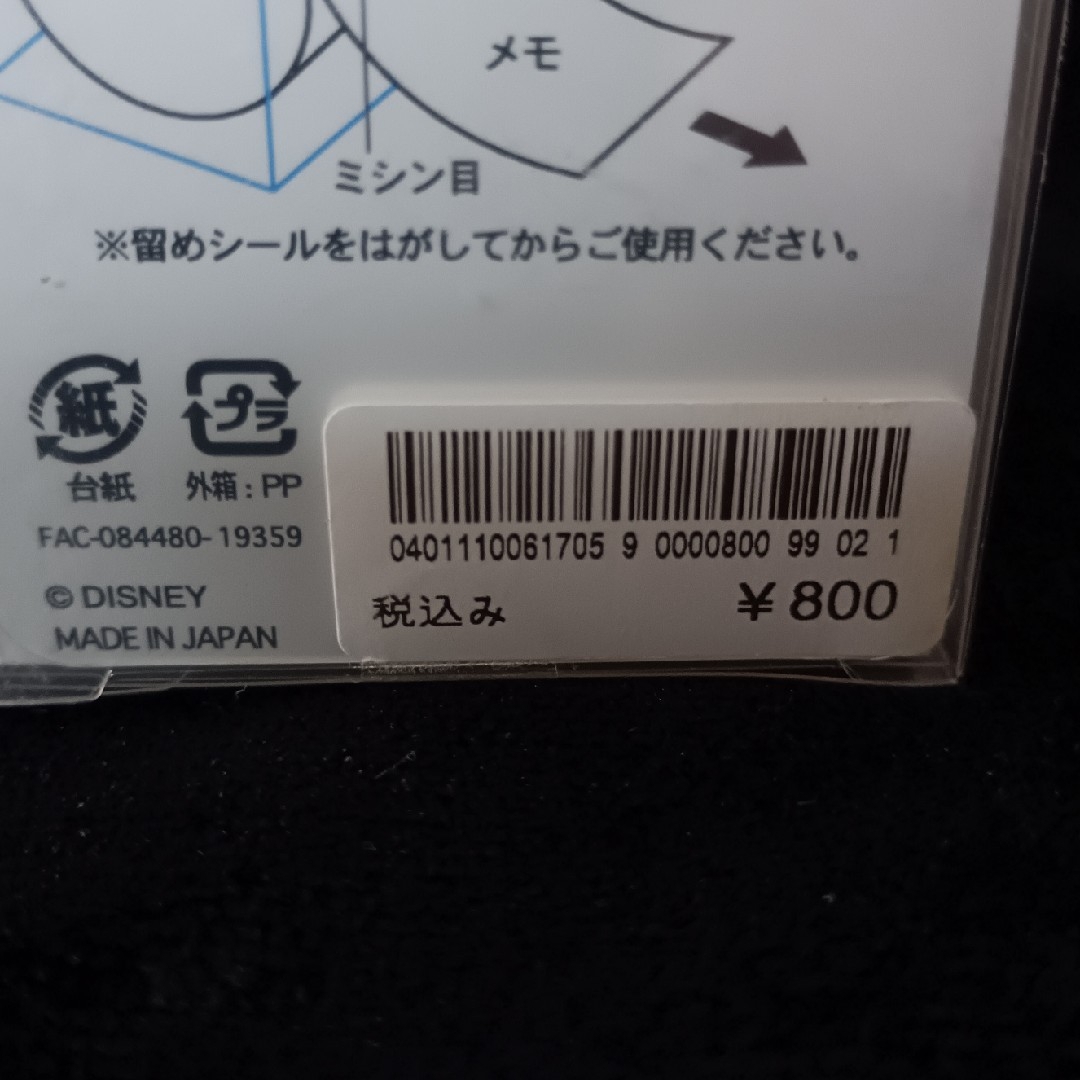 メモ
ミシン目
※留めシールをはがしてからご使用ください。
紙 プラ
台紙 外箱:PP
FAC-084480-19359
© DISNEY
MADE IN JAPAN
0401110061705 9 0000800 99 02 1
税込み ¥800